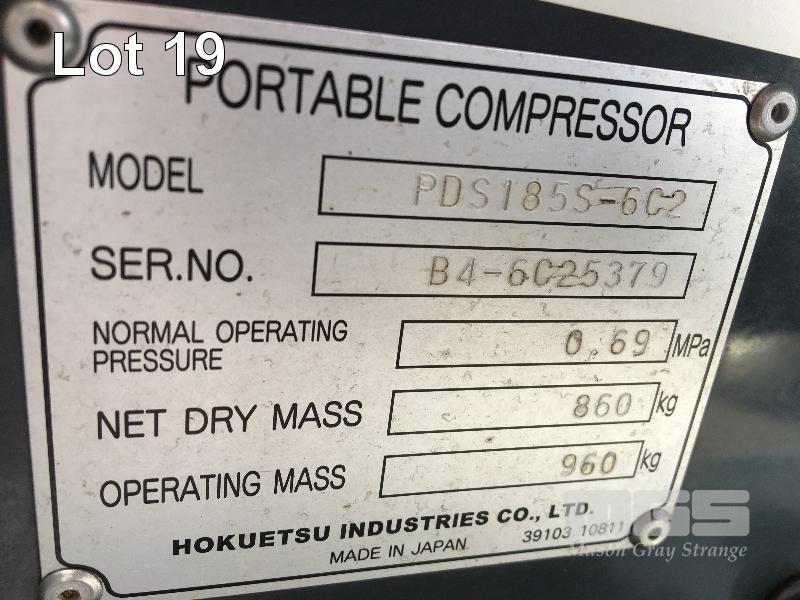 Lot 19
PORTABLE COMPRESSOR
MODEL PDS185S-6C2
SER.NO. B4-6C25379
NORMAL OPERATING
PRESSURE 0.69 MPa
NET DRY MASS 860 kg
OPERATING MASS 960 kg
HOKUETSU INDUSTRIES CO., LTD.
MADE IN JAPAN 39103 10811
MGS
Mason Gray Strange